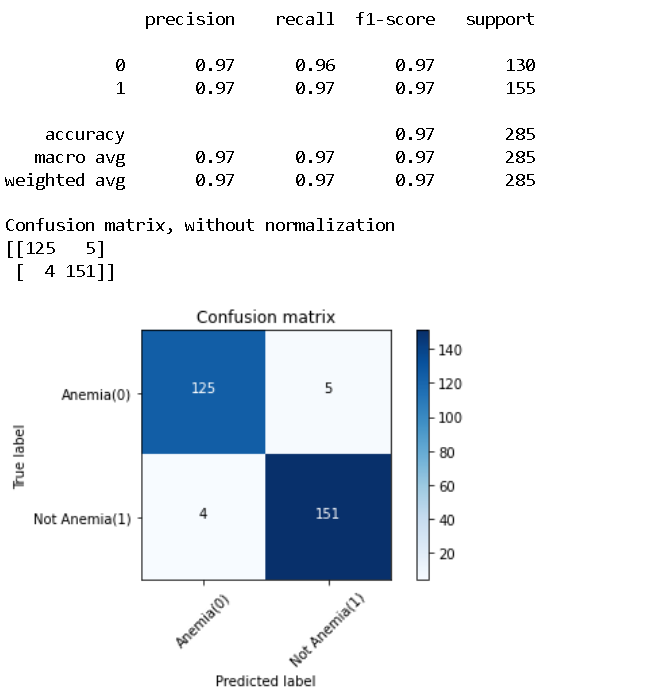 precision recall f1-score support
0 0.97 0.96 0.97 130
1 0.97 0.97 0.97 155
accuracy 0.97 285
macro avg 0.97 0.97 0.97 285
weighted avg 0.97 0.97 0.97 285
Confusion matrix, without normalization
[[125 5]
[ 4 151]]
Confusion matrix
True label
Anemia(0)
125 5
Not Anemia(1)
4 151
140
120
100
80
60
40
20
Anemia(0)
Not Anemia(1)
Predicted label